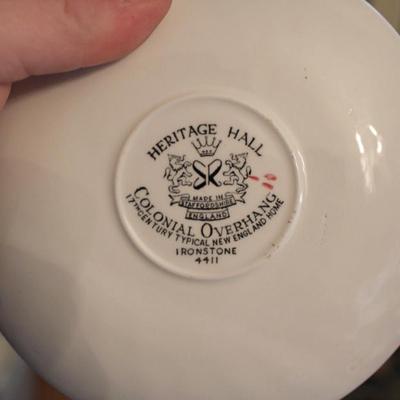 HERITAGE HALL
MADE IN
STAFFORDSHIRE
ENGLAND
COLONIAL OVERHANG
17TH CENTURY TYPICAL NEW ENGLAND HOME
IRONSTONE
4411